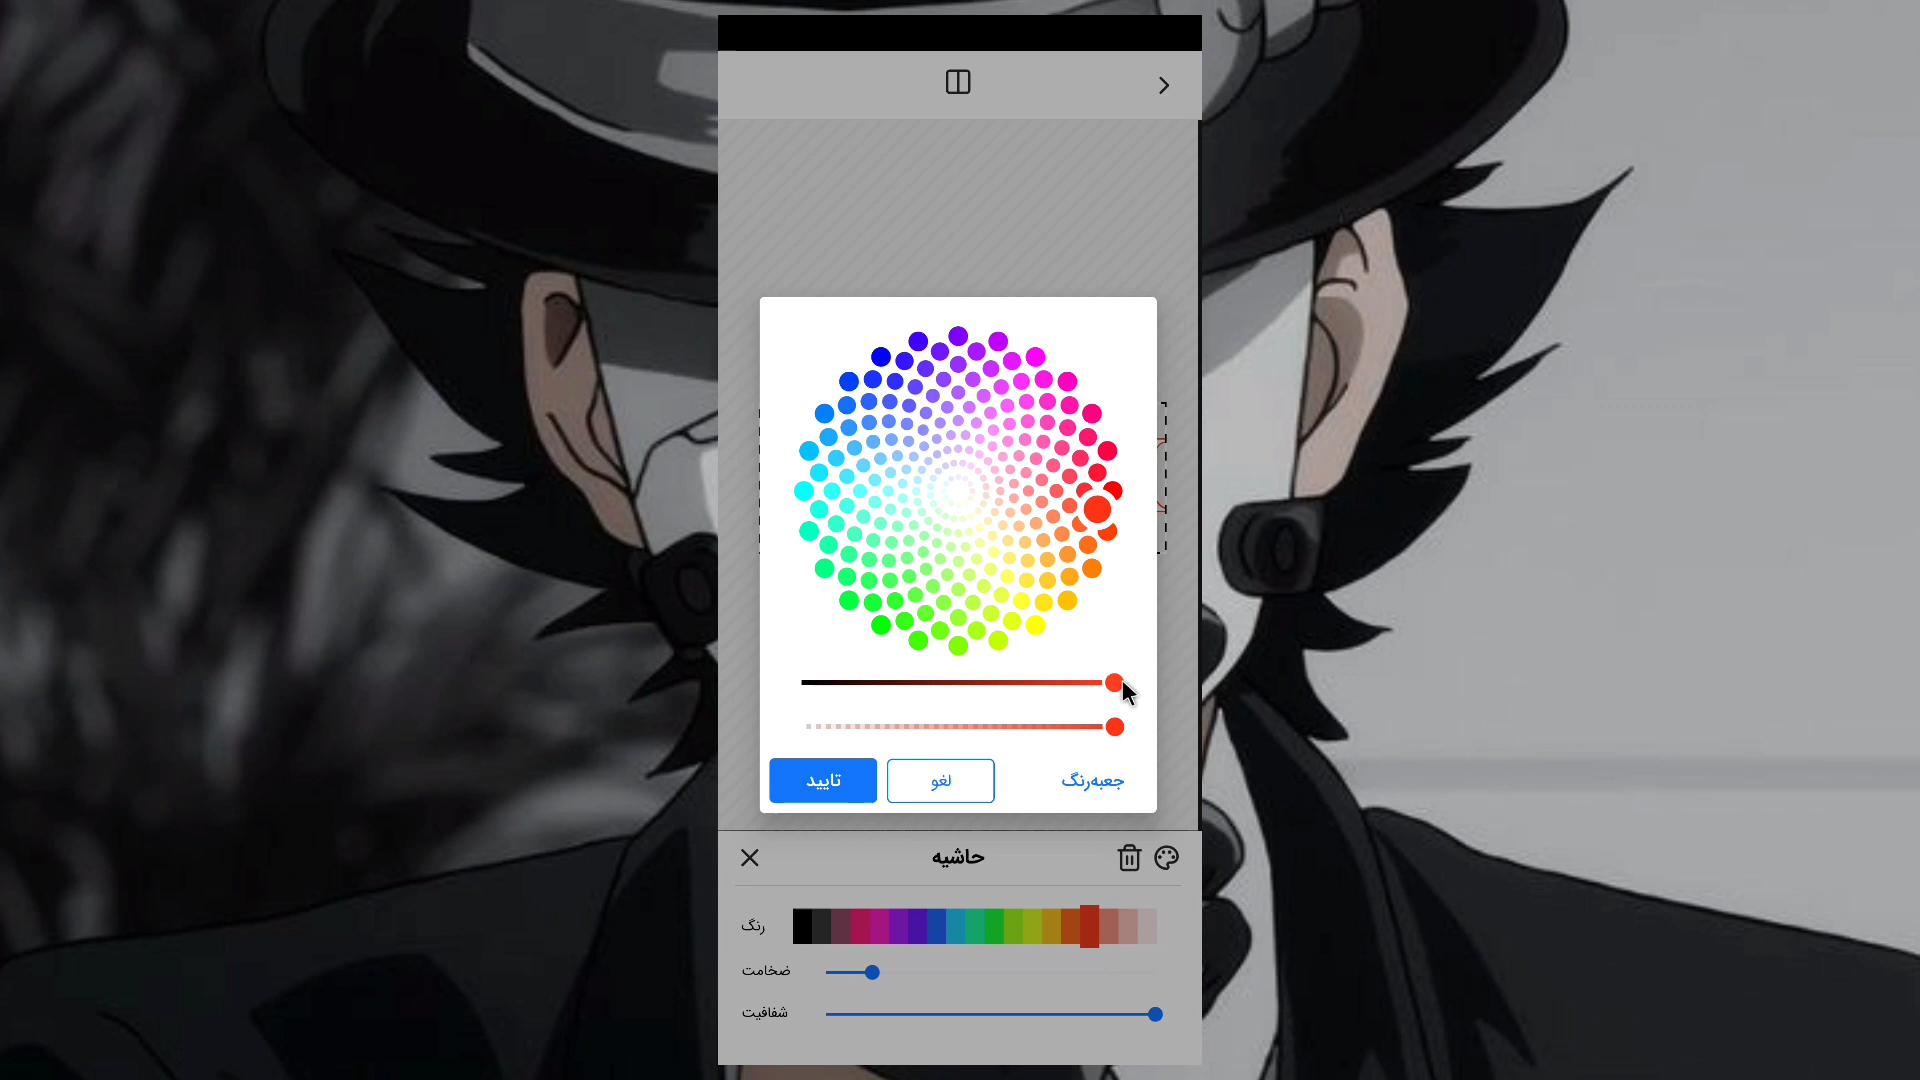 جعبه‌رنگ
لغو
تایید
حاشیه
رنگ
ضخامت
شفافیت